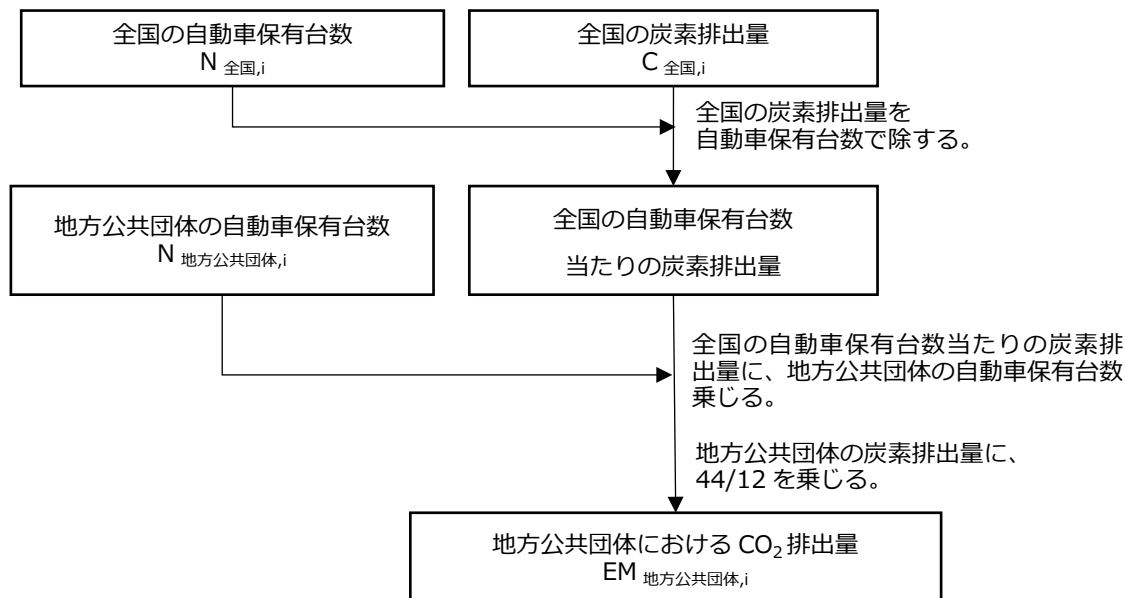 全国の自動車保有台数
N 全国,i
全国の炭素排出量
C 全国,i
全国の炭素排出量を
自動車保有台数で除する。
地方公共団体の自動車保有台数
N 地方公共団体,i
全国の自動車保有台数
当たりの炭素排出量
全国の自動車保有台数当たりの炭素排
出量に、地方公共団体の自動車保有台数
乗じる。
地方公共団体の炭素排出量に、
44/12 を乗じる。
地方公共団体における CO₂ 排出量
EM 地方公共団体,i